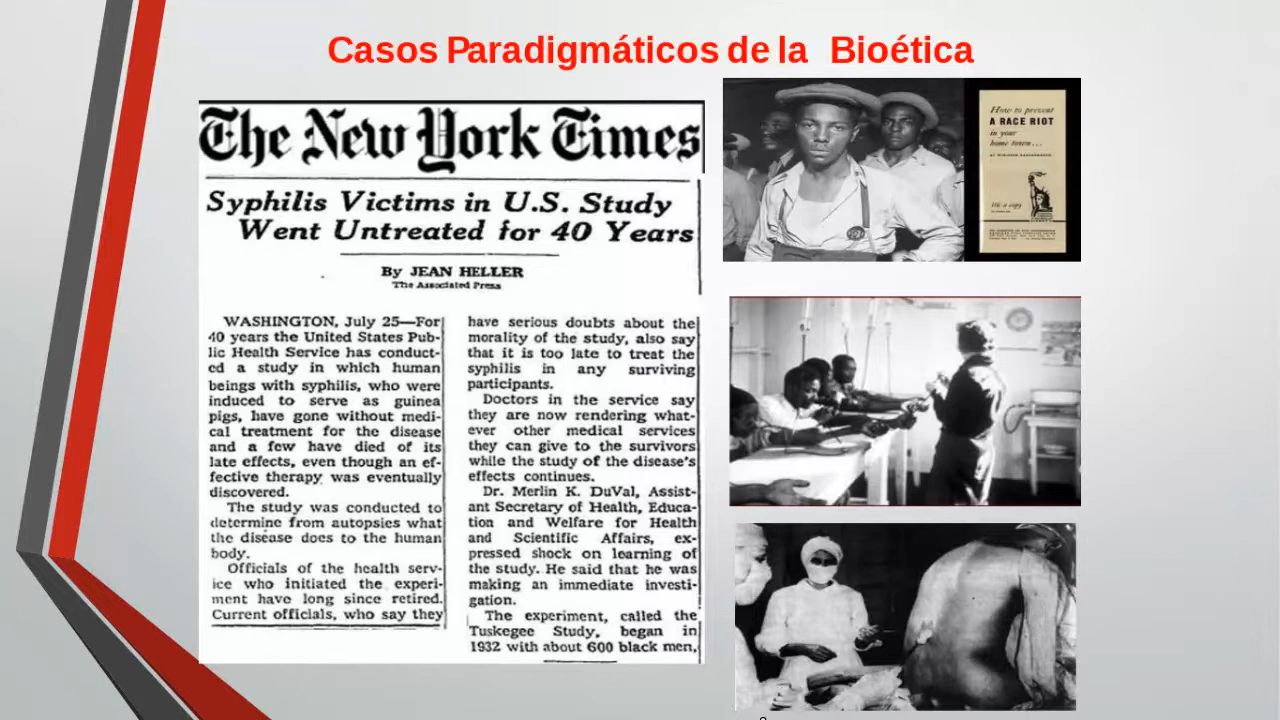 Casos Paradigmáticos de la Bioética
The New York Times
Syphilis Victims in U.S. Study
Went Untreated for 40 Years
By JEAN HELLER
The Associated Press
WASHINGTON, July 25—For
40 years the United States Pub-
lic Health Service has conduct-
ed a study in which human
beings with syphilis, who were
induced to serve as guinea
pigs, have gone without medi-
cal treatment for the disease
and a few have died of its
late effects, even though an ef-
fective therapy was eventually
discovered.
The study was conducted to
determine from autopsies what
the disease does to the human
body.
Officials of the health serv-
ice who initiated the experi-
ment have long since retired.
Current officials, who say they
have serious doubts about the
morality of the study, also say
that it is too late to treat the
syphilis in any surviving
participants.
Doctors in the service say
they are now rendering what-
ever other medical services
they can give to the survivors
while the study of the disease's
effects continues.
Dr. Merlin K. DuVal, Assist-
ant Secretary of Health, Educa-
tion and Welfare for Health
and Scientific Affairs, ex-
pressed shock on learning of
the study. He said that he was
making an immediate investi-
gation.
The experiment, called the
Tuskegee Study, began in
1932 with about 600 black men,
How to prevent
A RACE RIOT
in your
home town...